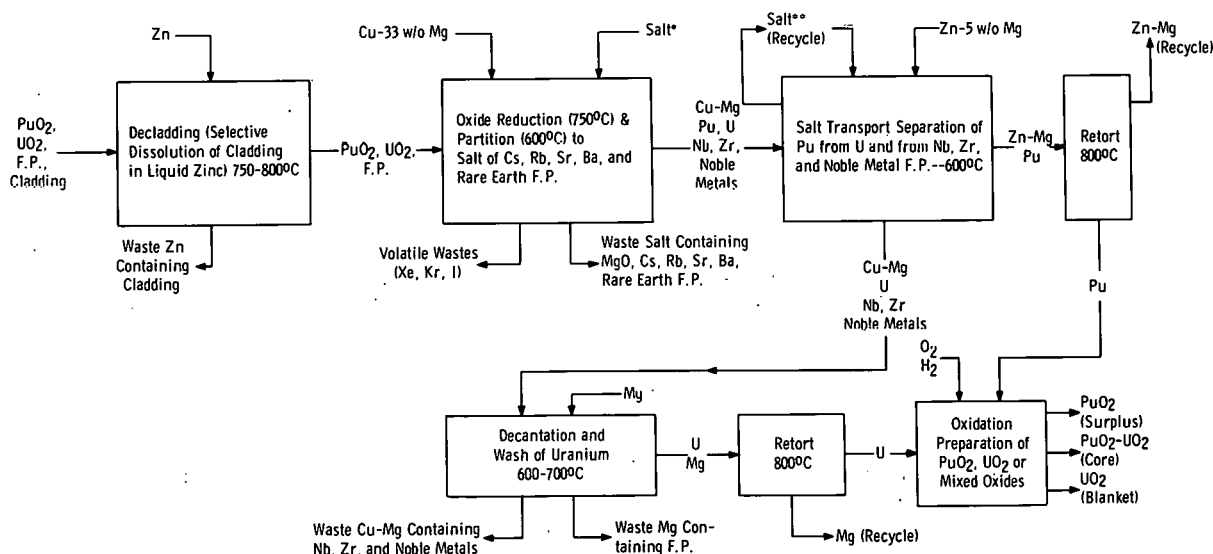 Zn
Cu-33 w/o Mg
Salt*
Salt**
(Recycle)
Zn-5 w/o Mg
Zn-Mg
(Recycle)
PuO2,
UO2,
F.P.,
Cladding
Decladding (Selective
Dissolution of Cladding
in Liquid Zinc) 750-800°C
PuO2, UO2,
F.P.
Oxide Reduction (750°C) &
Partition (600°C) to
Salt of Cs, Rb, Sr, Ba, and
Rare Earth F.P.
Cu-Mg
Pu, U
Nb, Zr,
Noble
Metals
Salt Transport Separation of
Pu from U and from Nb, Zr,
and Noble Metal F.P.--600°C
Zn-Mg
Pu
Retort
800°C
Waste Zn
Containing
Cladding
Volatile Wastes
(Xe, Kr, I)
Waste Salt Containing
MgO, Cs, Rb, Sr, Ba,
Rare Earth F.P.
Cu-Mg
U
Nb, Zr
Noble Metals
Pu
O2
H2
My
Decantation and
Wash of Uranium
600-700°C
U
Mg
Retort
800°C
U
Oxidation
Preparation of
PuO2, UO2 or
Mixed Oxides
PuO2
(Surplus)
PuO2-UO2
(Core)
UO2
(Blanket)
Waste Cu-Mg Containing
Nb, Zr, and Noble Metals
Waste Mg Con-
taining F.P.
Mg (Recycle)